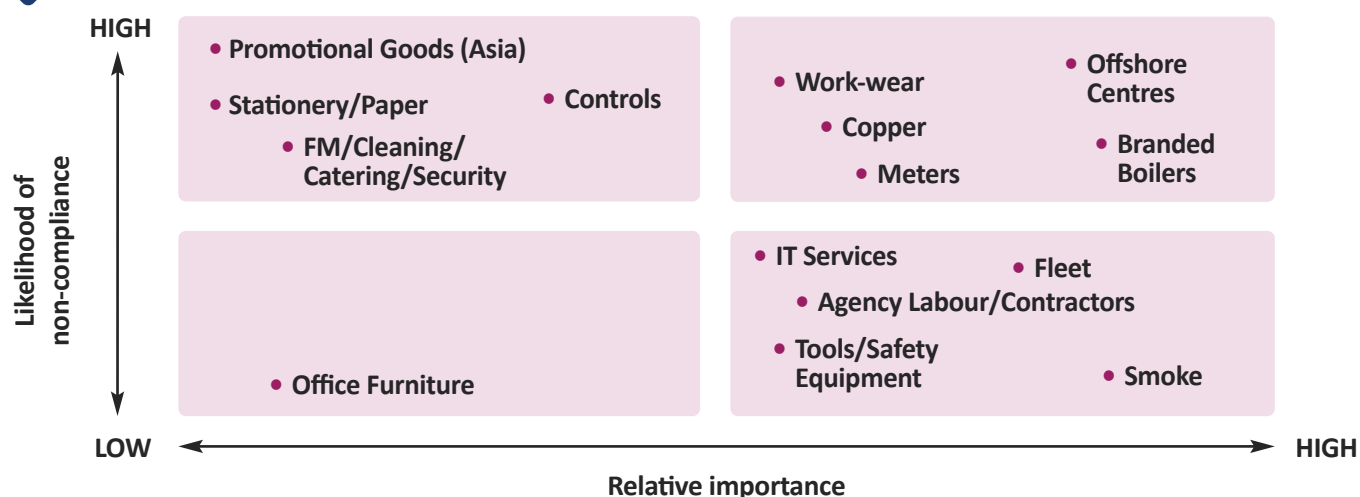 HIGH
Promotional Goods (Asia)
Stationery/Paper
Controls
FM/Cleaning/
Catering/Security
Work-wear
Offshore
Centres
Copper
Branded
Boilers
Meters
Likelihood of
non-compliance
IT Services
Fleet
Agency Labour/Contractors
Tools/Safety
Equipment
Smoke
Office Furniture
LOW
HIGH
Relative importance